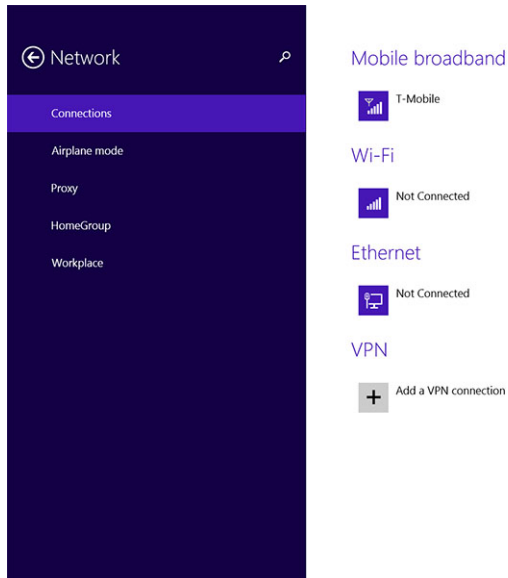 Network
Connections
Airplane mode
Proxy
HomeGroup
Workplace
Mobile broadband
T-Mobile
Wi-Fi
Not Connected
Ethernet
Not Connected
VPN
Add a VPN connection